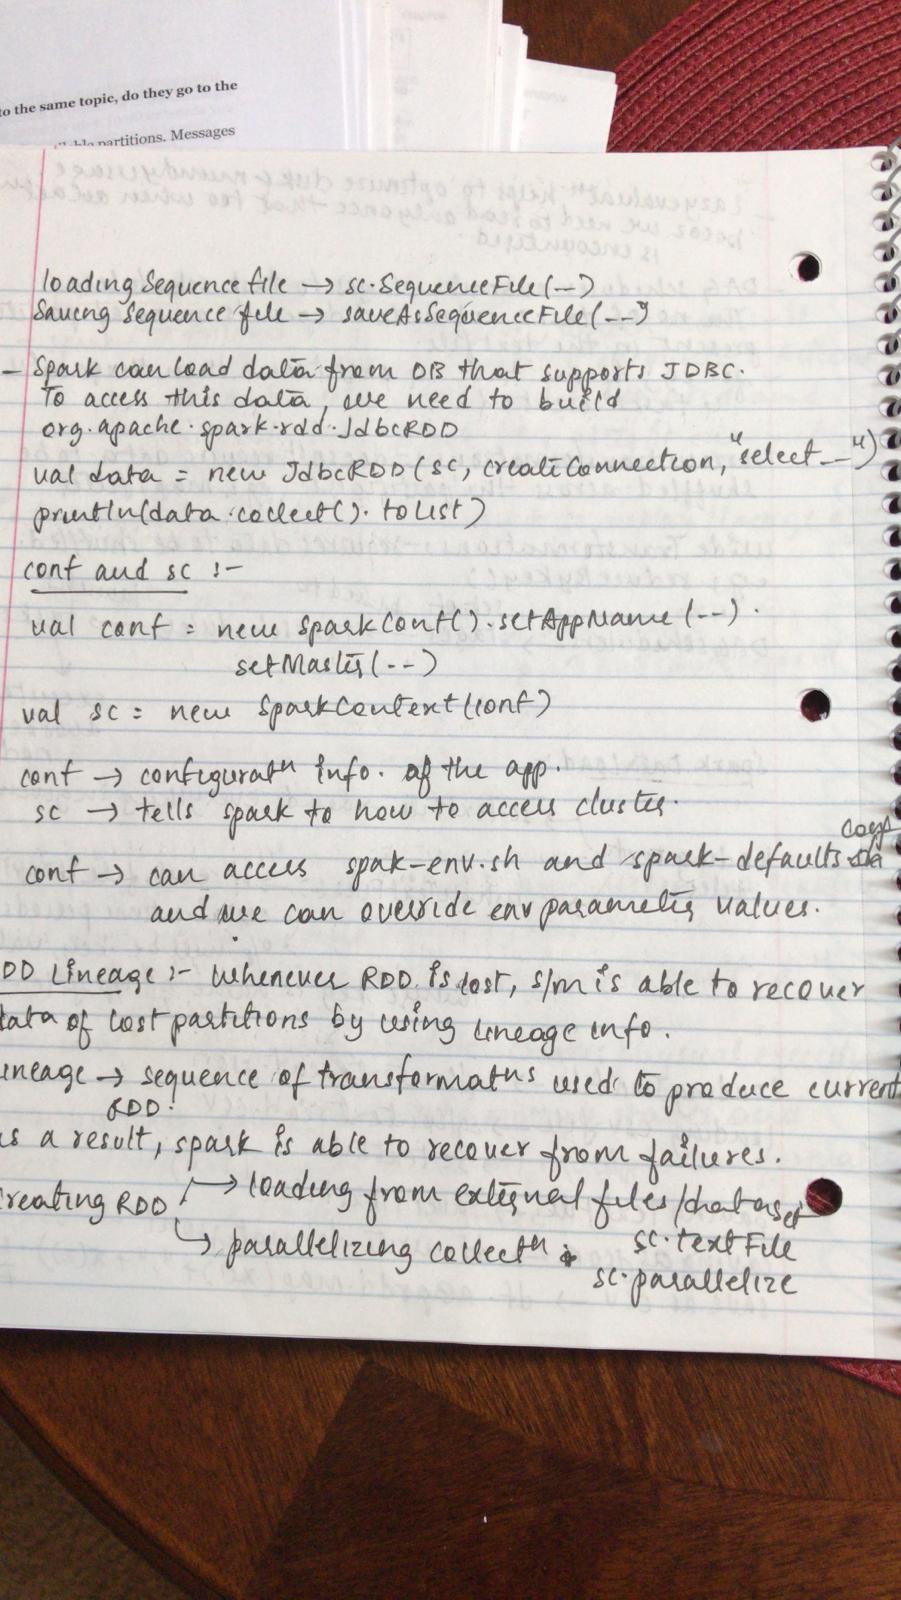 to the same topic, do they go to the
partitions. Messages
loading Sequence file → sc.SequenceFile(--)
Saving Sequence file → saveAsSequenceFile(--)
– Spark can load data from DB that supports JDBC.
To access this data, we need to build
org.apache.spark.rdd.JdbcRDD
val data = new JdbcRDD(sc, createConnection, "select --")
println(data.collect().toList)
conf and sc :-
val conf = new SparkConf().setAppName(--).
setMaster(--)
val sc = new SparkContext(conf)
conf → configuratⁿ info. of the app.
sc → tells spark to how to access cluster.
conf
conf → can access spak-env.sh and spark-defaults.
and we can override env parameters values.
DD Lineage :- Whenever RDD is lost, s/m is able to recover
data of lost partitions by using lineage info.
ineage → sequence of transformatⁿs used to produce current
RDD.
as a result, spark is able to recover from failures.
reating RDD → loading from external files/dataset
sc.textFile
↳ parallelizing collectⁿ
sc.parallelize